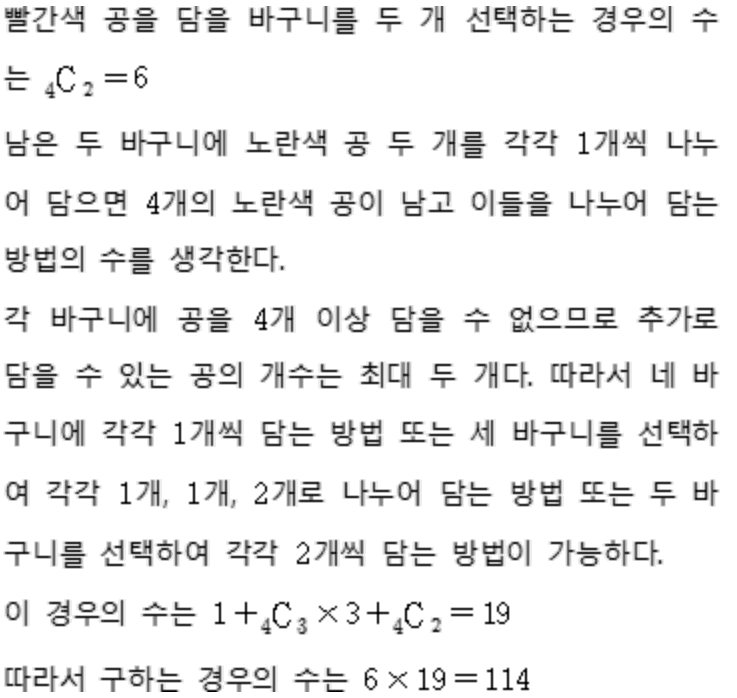 빨간색 공을 담을 바구니를 두 개 선택하는 경우의 수
는 ₄C₂=6
남은 두 바구니에 노란색 공 두 개를 각각 1개씩 나누
어 담으면 4개의 노란색 공이 남고 이들을 나누어 담는
방법의 수를 생각한다.
각 바구니에 공을 4개 이상 담을 수 없으므로 추가로
담을 수 있는 공의 개수는 최대 두 개다. 따라서 네 바
구니에 각각 1개씩 담는 방법 또는 세 바구니를 선택하
여 각각 1개, 1개, 2개로 나누어 담는 방법 또는 두 바
구니를 선택하여 각각 2개씩 담는 방법이 가능하다.
이 경우의 수는 1+₄C₃×3+₄C₂=19
따라서 구하는 경우의 수는 6×19=114